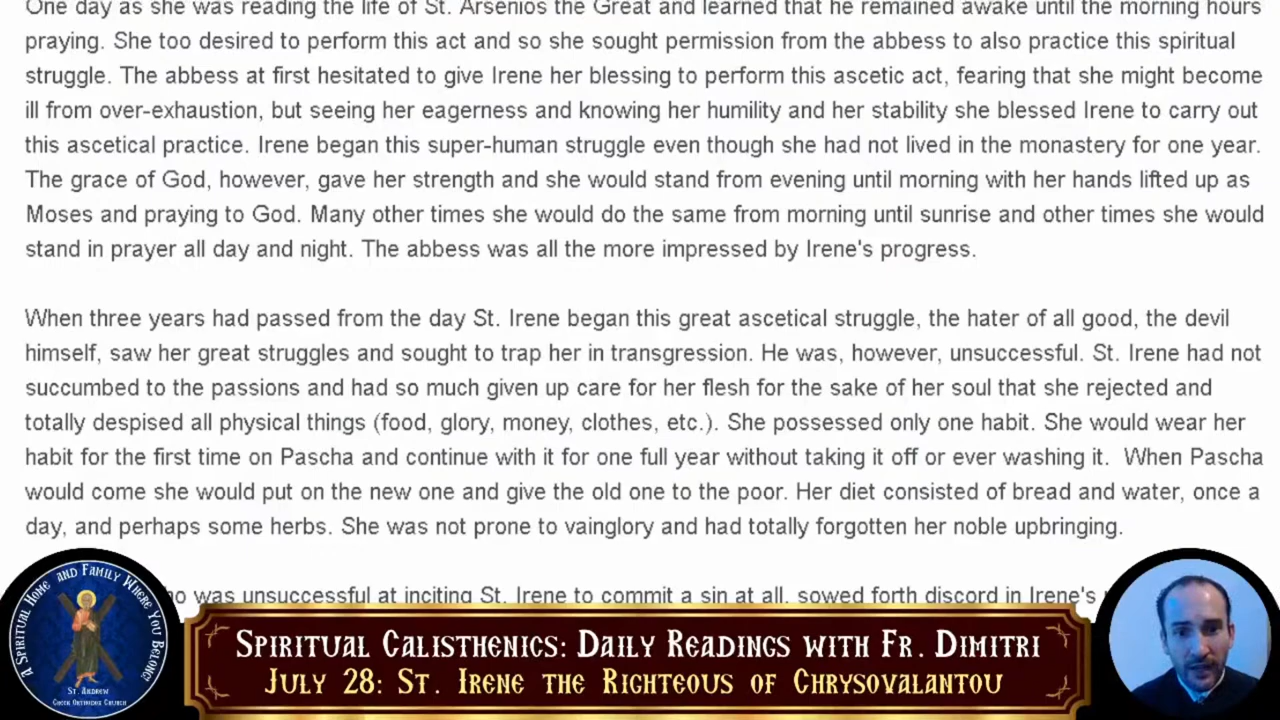 One day as she was reading the life of St. Arsenios the Great and learned that he remained awake until the morning hours
praying. She too desired to perform this act and so she sought permission from the abbess to also practice this spiritual
struggle. The abbess at first hesitated to give Irene her blessing to perform this ascetic act, fearing that she might become
ill from over-exhaustion, but seeing her eagerness and knowing her humility and her stability she blessed Irene to carry out
this ascetical practice. Irene began this super-human struggle even though she had not lived in the monastery for one year.
The grace of God, however, gave her strength and she would stand from evening until morning with her hands lifted up as
Moses and praying to God. Many other times she would do the same from morning until sunrise and other times she would
stand in prayer all day and night. The abbess was all the more impressed by Irene's progress.
When three years had passed from the day St. Irene began this great ascetical struggle, the hater of all good, the devil
himself, saw her great struggles and sought to trap her in transgression. He was, however, unsuccessful. St. Irene had not
succumbed to the passions and had so much given up care for her flesh for the sake of her soul that she rejected and
totally despised all physical things (food, glory, money, clothes, etc.). She possessed only one habit. She would wear her
habit for the first time on Pascha and continue with it for one full year without taking it off or ever washing it. When Pascha
would come she would put on the new one and give the old one to the poor. Her diet consisted of bread and water, once a
day, and perhaps some herbs. She was not prone to vainglory and had totally forgotten her noble upbringing.
was unsuccessful at inciting St. Irene to commit a sin at all, sowed forth discord in Irene's
A Spiritual Home and Family Where You Belong!
St. Andrew
Greek Orthodox Church
Spiritual Calisthenics: Daily Readings with Fr. Dimitri
July 28: St. Irene the Righteous of Chrysovalantou